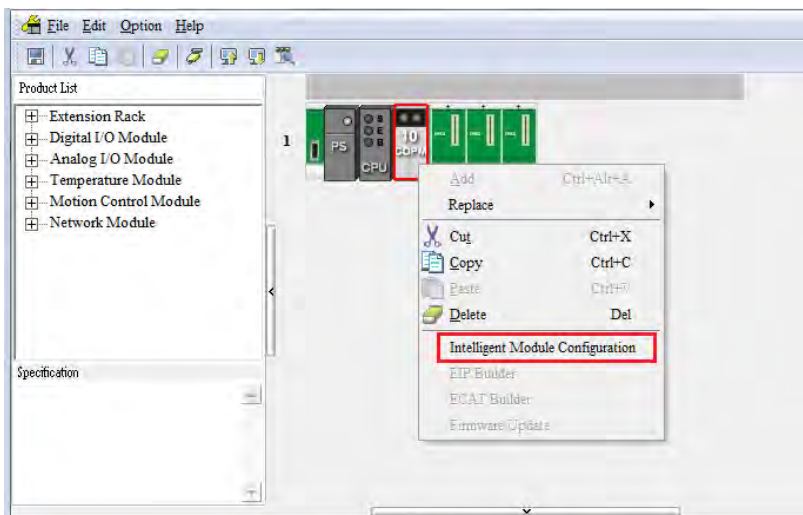 File Edit Option Help
Product List
Extension Rack
Digital I/O Module
Analog I/O Module
Temperature Module
Motion Control Module
Network Module
Specification
1
PS
CPU
10
COPM
Add Ctrl+Alt+A
Replace
Cut Ctrl+X
Copy Ctrl+C
Paste
Delete Del
Intelligent Module Configuration
EIP Builder
ECAT Builder
Firmware Update